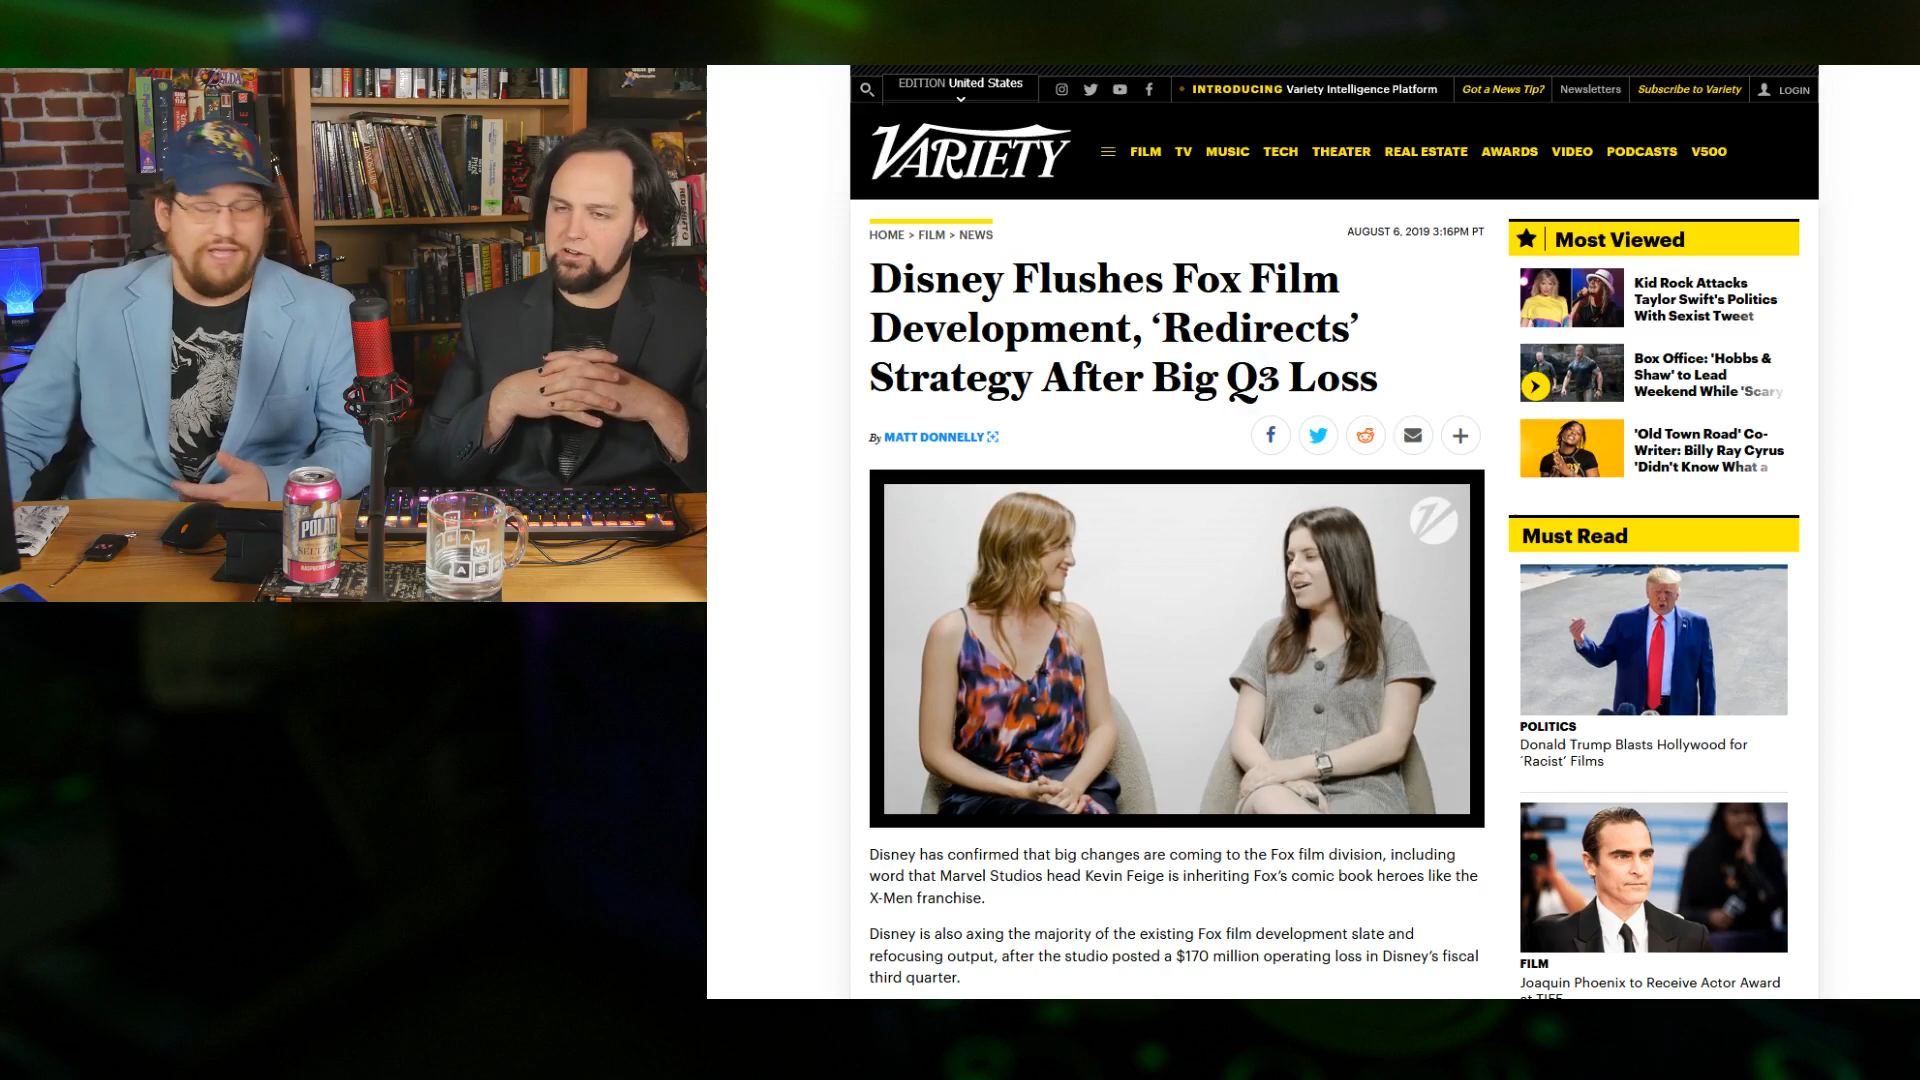 EDITION United States
INTRODUCING Variety Intelligence Platform
Got a News Tip?
Newsletters
Subscribe to Variety
LOGIN
VARIETY
FILM TV MUSIC TECH THEATER REAL ESTATE AWARDS VIDEO PODCASTS V500
HOME > FILM > NEWS
AUGUST 6, 2019 3:16PM PT
Disney Flushes Fox Film
Development, ‘Redirects’
Strategy After Big Q3 Loss
By MATT DONNELLY
Disney has confirmed that big changes are coming to the Fox film division, including
word that Marvel Studios head Kevin Feige is inheriting Fox’s comic book heroes like the
X-Men franchise.
Disney is also axing the majority of the existing Fox film development slate and
refocusing output, after the studio posted a $170 million operating loss in Disney’s fiscal
third quarter.
Most Viewed
Kid Rock Attacks
Taylor Swift's Politics
With Sexist Tweet
Box Office: 'Hobbs &
Shaw' to Lead
Weekend While 'Scary
'Old Town Road' Co-
Writer: Billy Ray Cyrus
'Didn't Know What a
Must Read
POLITICS
Donald Trump Blasts Hollywood for
‘Racist’ Films
FILM
Joaquin Phoenix to Receive Actor Award
at TIFF
POLAR
SELTZER
RASPBERRY LIME
ZELDA